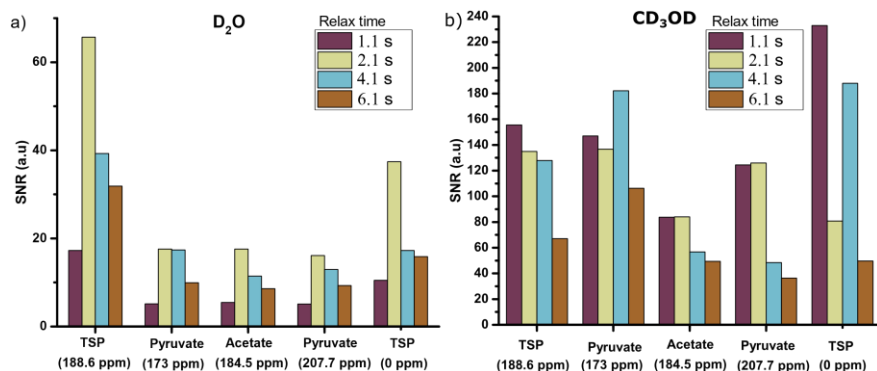 a)
D₂O
Relax time
1.1 s
2.1 s
4.1 s
6.1 s
SNR (a.u)
60
40
20
0
TSP Pyruvate Acetate Pyruvate TSP
(188.6 ppm) (173 ppm) (184.5 ppm) (207.7 ppm) (0 ppm)
b)
CD₃OD
Relax time
1.1 s
2.1 s
4.1 s
6.1 s
SNR (a.u)
240
220
200
180
160
140
120
100
80
60
40
20
0
TSP Pyruvate Acetate Pyruvate TSP
(188.6 ppm) (173 ppm) (184.5 ppm) (207.7 ppm) (0 ppm)